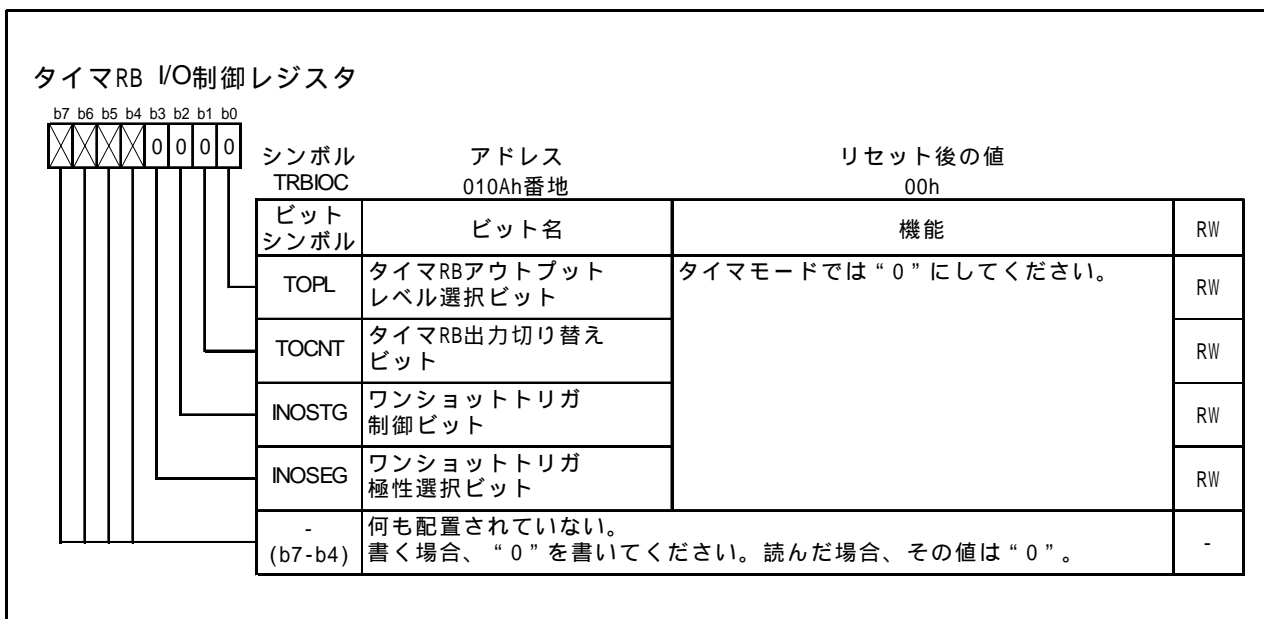 タイマRB I/O制御レジスタ
b7 b6 b5 b4 b3 b2 b1 b0
0 0 0 0
シンボル アドレス リセット後の値
TRBIOC 010Ah番地 00h
ビット
シンボル
ビット名
機能
RW
TOPL
タイマRBアウトプット
レベル選択ビット
タイマモードでは“0”にしてください。
RW
TOCNT
タイマRB出力切り替え
ビット
RW
INOSTG
ワンショットトリガ
制御ビット
RW
INOSEG
ワンショットトリガ
極性選択ビット
RW
-
(b7-b4)
何も配置されていない。
書く場合、“0”を書いてください。読んだ場合、その値は“0”。
-